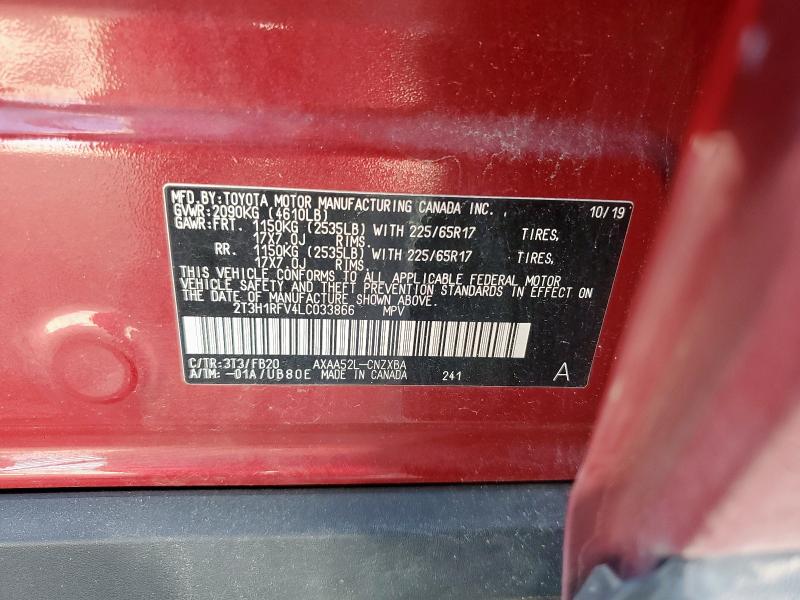 MFD.BY:TOYOTA MOTOR MANUFACTURING CANADA INC. 10/19
GVWR:2090KG (4610LB)
GAWR:FRT. 1150KG (2535LB) WITH 225/65R17 TIRES,
17X7.0J RIMS.
RR. 1150KG (2535LB) WITH 225/65R17 TIRES,
17X7.0J RIMS.
THIS VEHICLE CONFORMS TO ALL APPLICABLE FEDERAL MOTOR
VEHICLE SAFETY AND THEFT PREVENTION STANDARDS IN EFFECT ON
THE DATE OF MANUFACTURE SHOWN ABOVE.
2T3H1RFV4LC033866 MPV
C/TR:3T3/FB20 AXAA52L-CNZXBA
A/TM: -01A/UB80E MADE IN CANADA 241 A